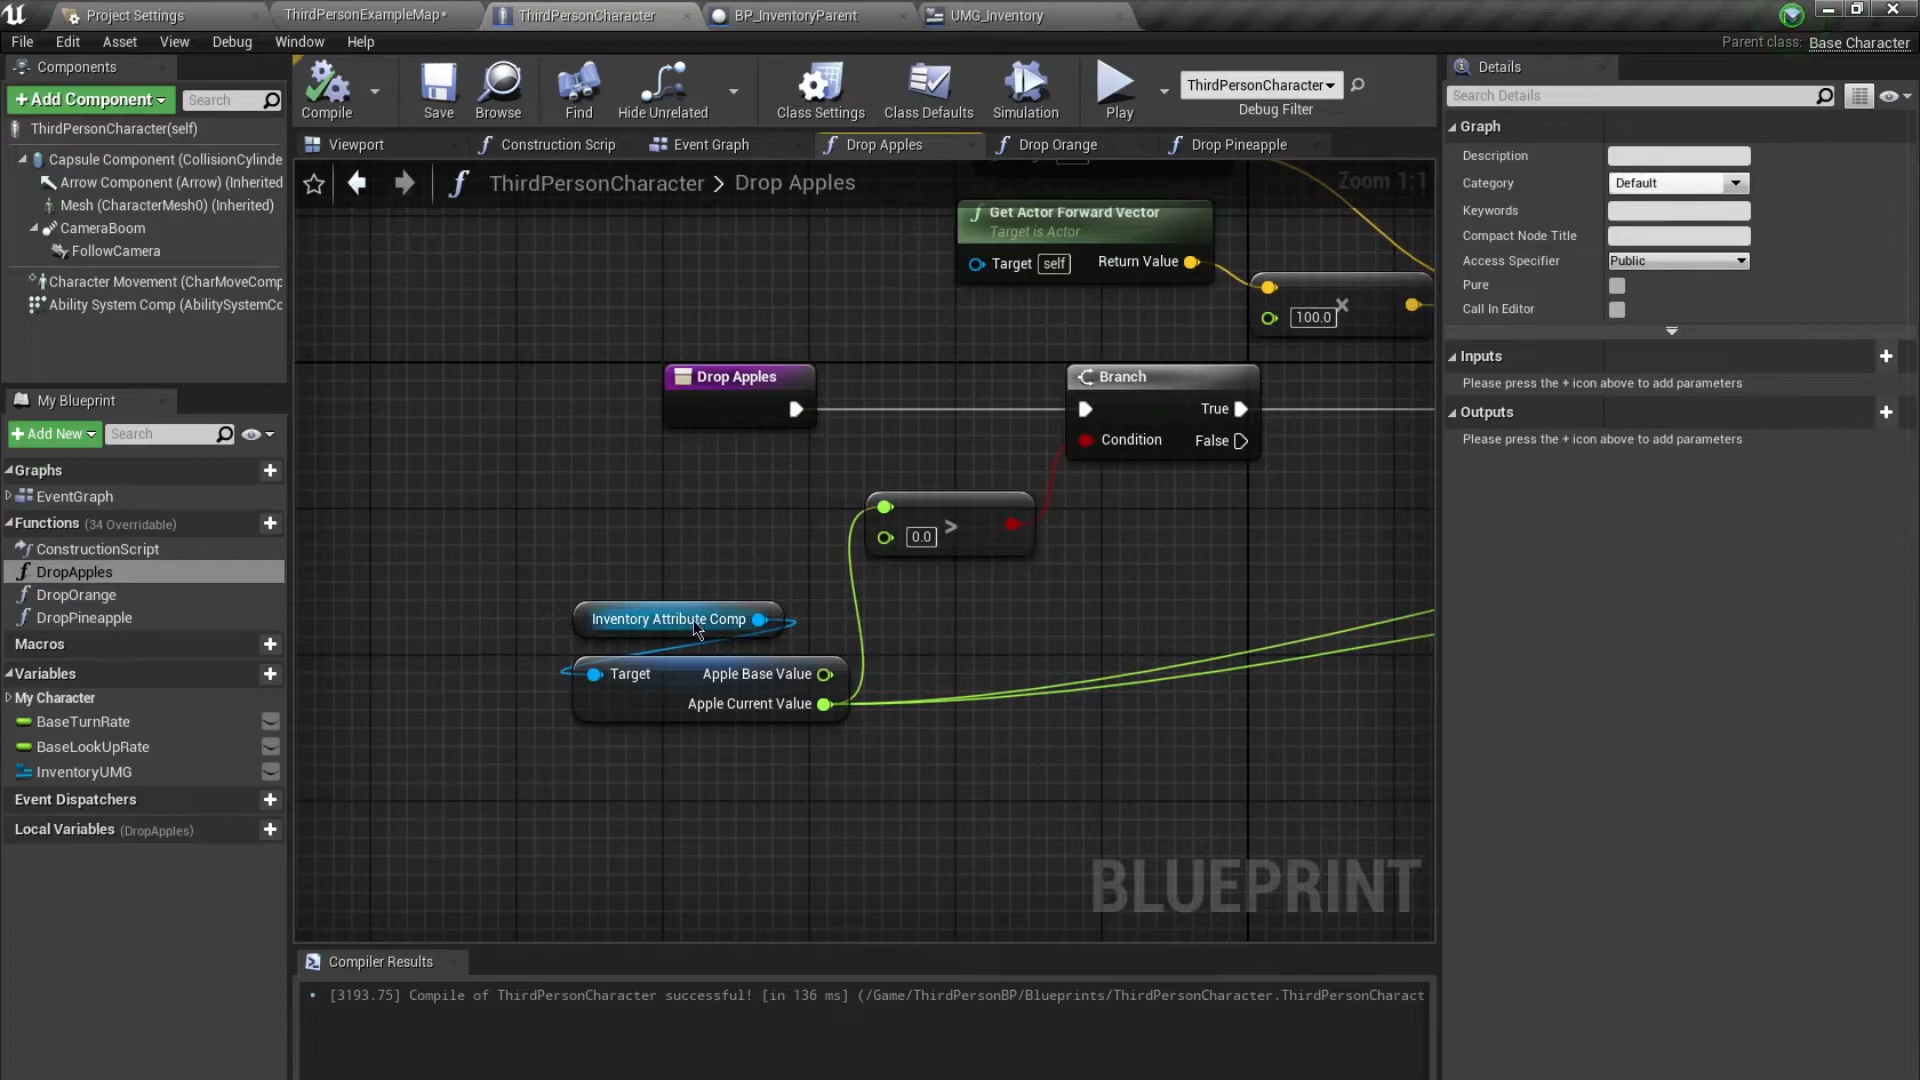 Project Settings
ThirdPersonExampleMap*
ThirdPersonCharacter
BP_InventoryParent
UMG_Inventory
File Edit Asset View Debug Window Help
Parent class: Base Character
Components
+Add Component
Search
ThirdPersonCharacter(self)
Capsule Component (CollisionCylinde
Arrow Component (Arrow) (Inherited
Mesh (CharacterMesh0) (Inherited)
CameraBoom
FollowCamera
Character Movement (CharMoveComp
Ability System Comp (AbilitySystemCc
My Blueprint
+Add New
Search
Graphs
EventGraph
Functions (34 Overridable)
ConstructionScript
DropApples
DropOrange
DropPineapple
Macros
Variables
My Character
BaseTurnRate
BaseLookUpRate
InventoryUMG
Event Dispatchers
Local Variables (DropApples)
Compile
Save
Browse
Find
Hide Unrelated
Class Settings
Class Defaults
Simulation
Play
ThirdPersonCharacter
Debug Filter
Viewport
Construction Scrip
Event Graph
Drop Apples
Drop Orange
Drop Pineapple
ThirdPersonCharacter > Drop Apples
Zoom 1:1
Get Actor Forward Vector
Target is Actor
Target self Return Value
100.0
Drop Apples
Branch
True
Condition False
0.0 >
Inventory Attribute Comp
Target Apple Base Value
Apple Current Value
BLUEPRINT
Compiler Results
[3193.75] Compile of ThirdPersonCharacter successful! [in 136 ms] (/Game/ThirdPersonBP/Blueprints/ThirdPersonCharacter.ThirdPersonCharact
Details
Search Details
Graph
Description
Category Default
Keywords
Compact Node Title
Access Specifier Public
Pure
Call In Editor
Inputs
Please press the + icon above to add parameters
Outputs
Please press the + icon above to add parameters